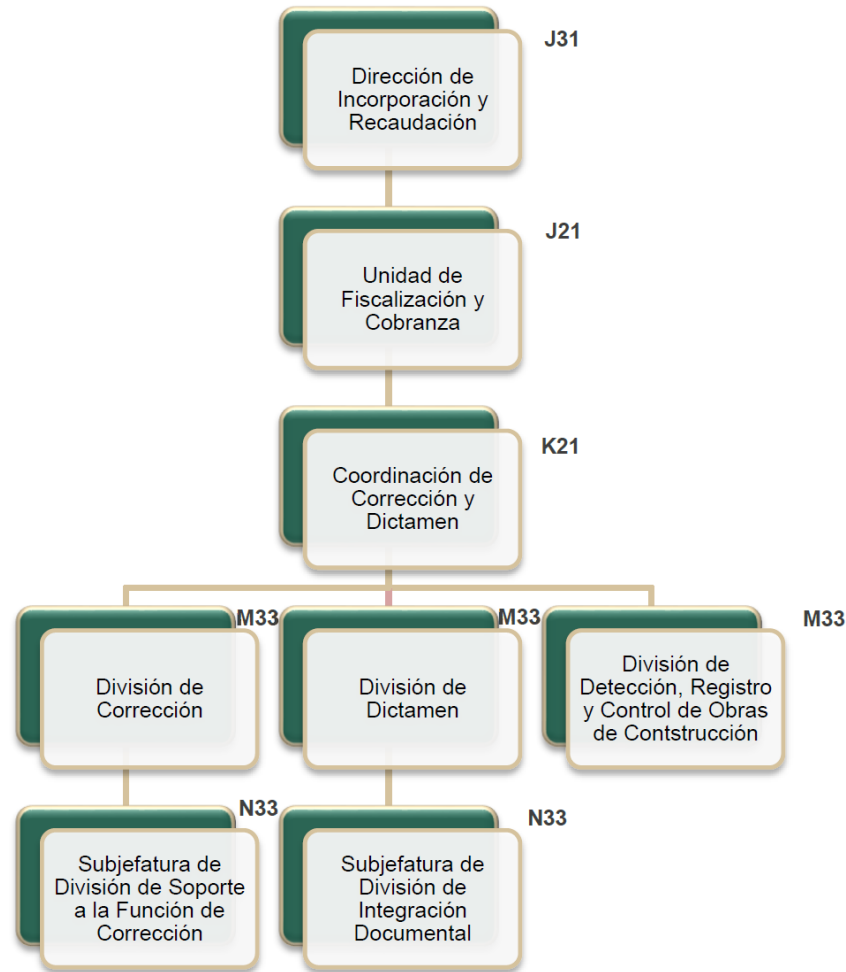 J31
Dirección de
Incorporación y
Recaudación
J21
Unidad de
Fiscalización y
Cobranza
K21
Coordinación de
Corrección y
Dictamen
M33
División de
Corrección
M33
División de
Dictamen
M33
División de
Detección, Registro
y Control de Obras
de Contstrucción
N33
Subjefatura de
División de Soporte
a la Función de
Corrección
N33
Subjefatura de
División de
Integración
Documental